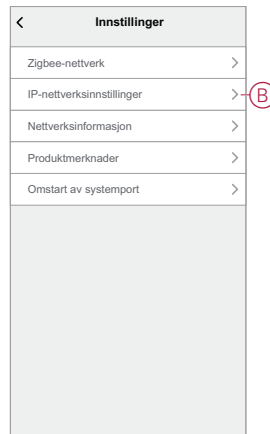 Innstillinger
Zigbee-nettverk
IP-nettverksinnstillinger
B
Nettverksinformasjon
Produktmerknader
Omstart av systemport